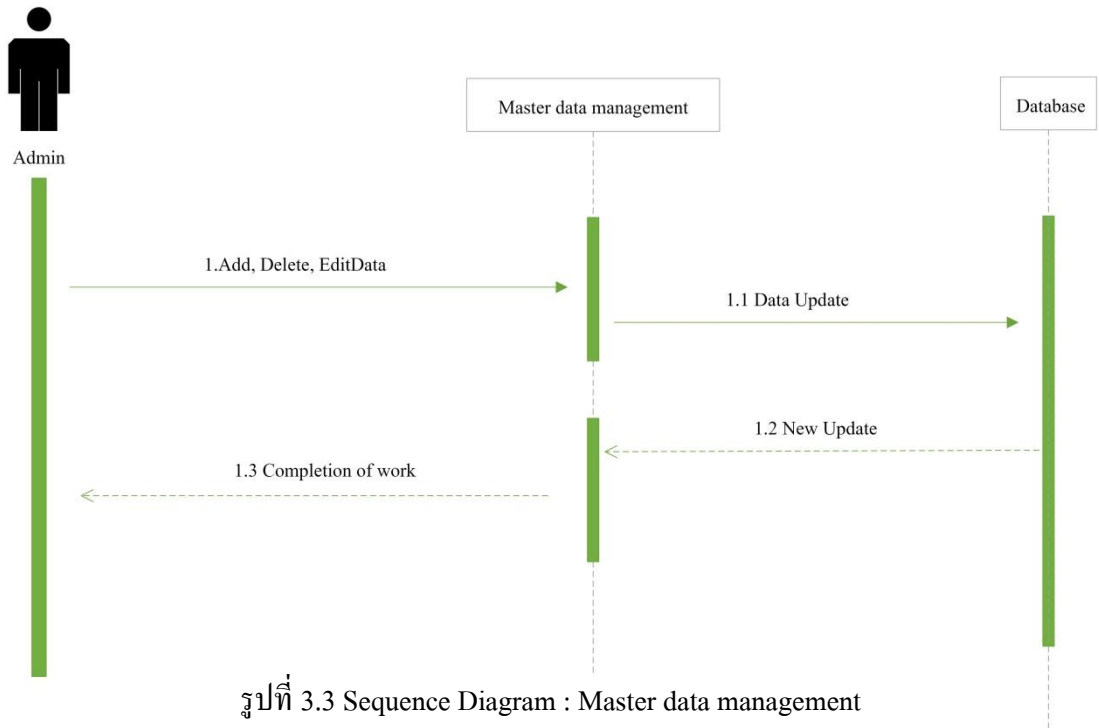 Master data management
Database
Admin
1.Add, Delete, EditData
1.1 Data Update
1.2 New Update
1.3 Completion of work
รูปที่ 3.3 Sequence Diagram : Master data management